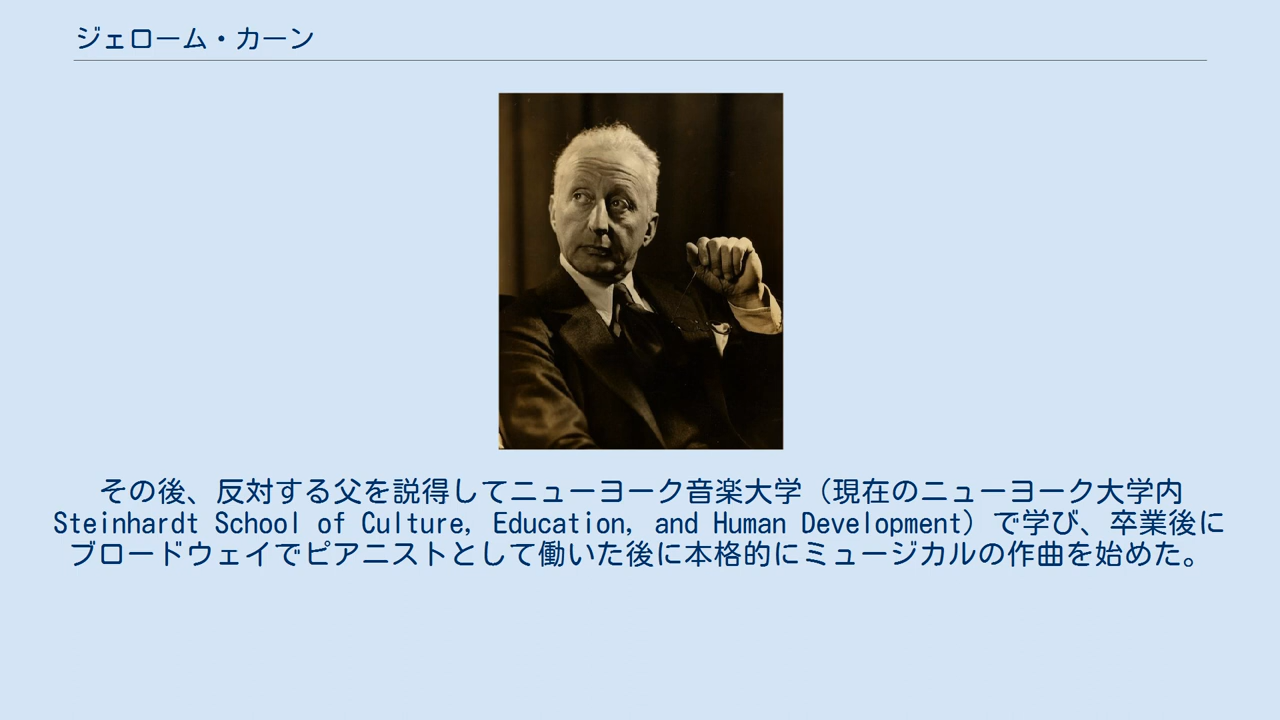 ジェローム・カーン
その後、反対する父を説得してニューヨーク音楽大学（現在のニューヨーク大学内
Steinhardt School of Culture, Education, and Human Development）で学び、卒業後に
ブロードウェイでピアニストとして働いた後に本格的にミュージカルの作曲を始めた。